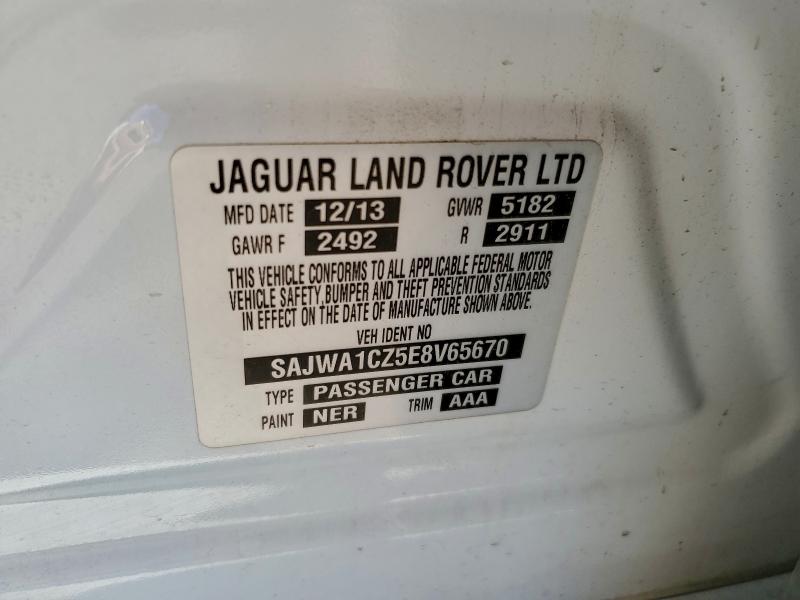 JAGUAR LAND ROVER LTD
MFD DATE 12/13 GVWR 5182
GAWR F 2492 R 2911
THIS VEHICLE CONFORMS TO ALL APPLICABLE FEDERAL MOTOR
VEHICLE SAFETY, BUMPER AND THEFT PREVENTION STANDARDS
IN EFFECT ON THE DATE OF MANUFACTURE SHOWN ABOVE.
VEH IDENT NO
SAJWA1CZ5E8V65670
TYPE PASSENGER CAR
PAINT NER TRIM AAA